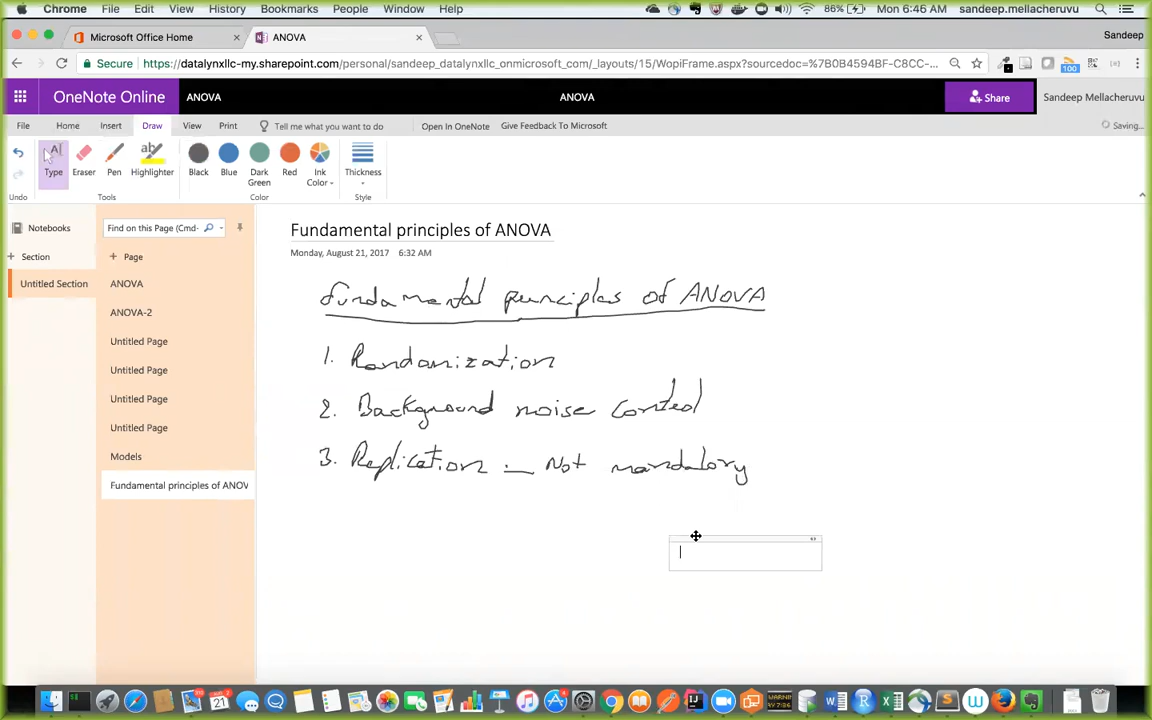 Chrome File Edit View History Bookmarks People Window Help 86% Mon 6:46 AM sandeep.mellacheruvu
Microsoft Office Home ANOVA Sandeep
Secure https://datalynxllc-my.sharepoint.com/personal/sandeep_datalynxllc_onmicrosoft_com/_layouts/15/WopiFrame.aspx?sourcedoc=%7B0B4594BF-C8CC-... 100
OneNote Online ANOVA ANOVA Share Sandeep Mellacheruvu
File Home Insert Draw View Print Tell me what you want to do Open In OneNote Give Feedback To Microsoft Saving...
Undo Type Eraser Pen Highlighter Black Blue Dark Green Red Ink Color Thickness
Undo Tools Color Style
Notebooks Find on this Page (Cmd- Fundamental principles of ANOVA
Section Page Monday, August 21, 2017 6:32 AM
Untitled Section ANOVA
ANOVA-2
Untitled Page
Untitled Page
Untitled Page
Untitled Page
Models
Fundamental principles of ANOV
Fundamental principles of ANOVA
1. Randamization
2. Background noise control
3. Replication - Not mandatory